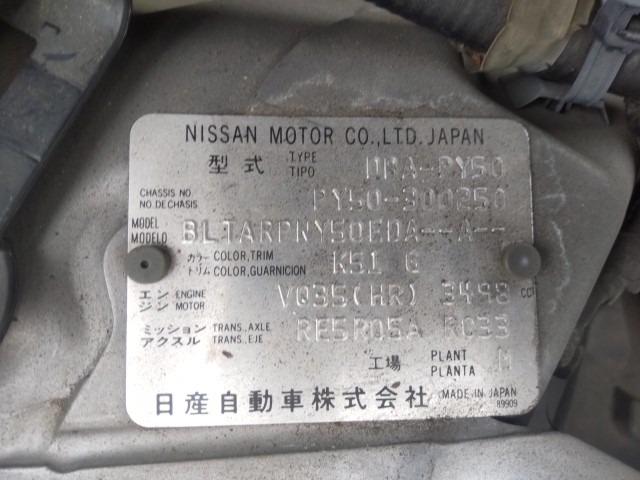 NISSAN MOTOR CO.,LTD. JAPAN
型式 TYPE TIPO DBA-PY50
CHASSIS NO. NO.DE CHASIS PY50-300250
MODEL MODELO BLTARPNY50EDA--A--
カラー トリム COLOR,TRIM COLOR,GUARNICION K51 G
エンジン ENGINE MOTOR VQ35(HR) 3498 CC
ミッション アクスル TRANS.,AXLE TRANS.,EJE RE5R05A RC33
工場 PLANT PLANTA M
日産自動車株式会社 MADE IN JAPAN
89909